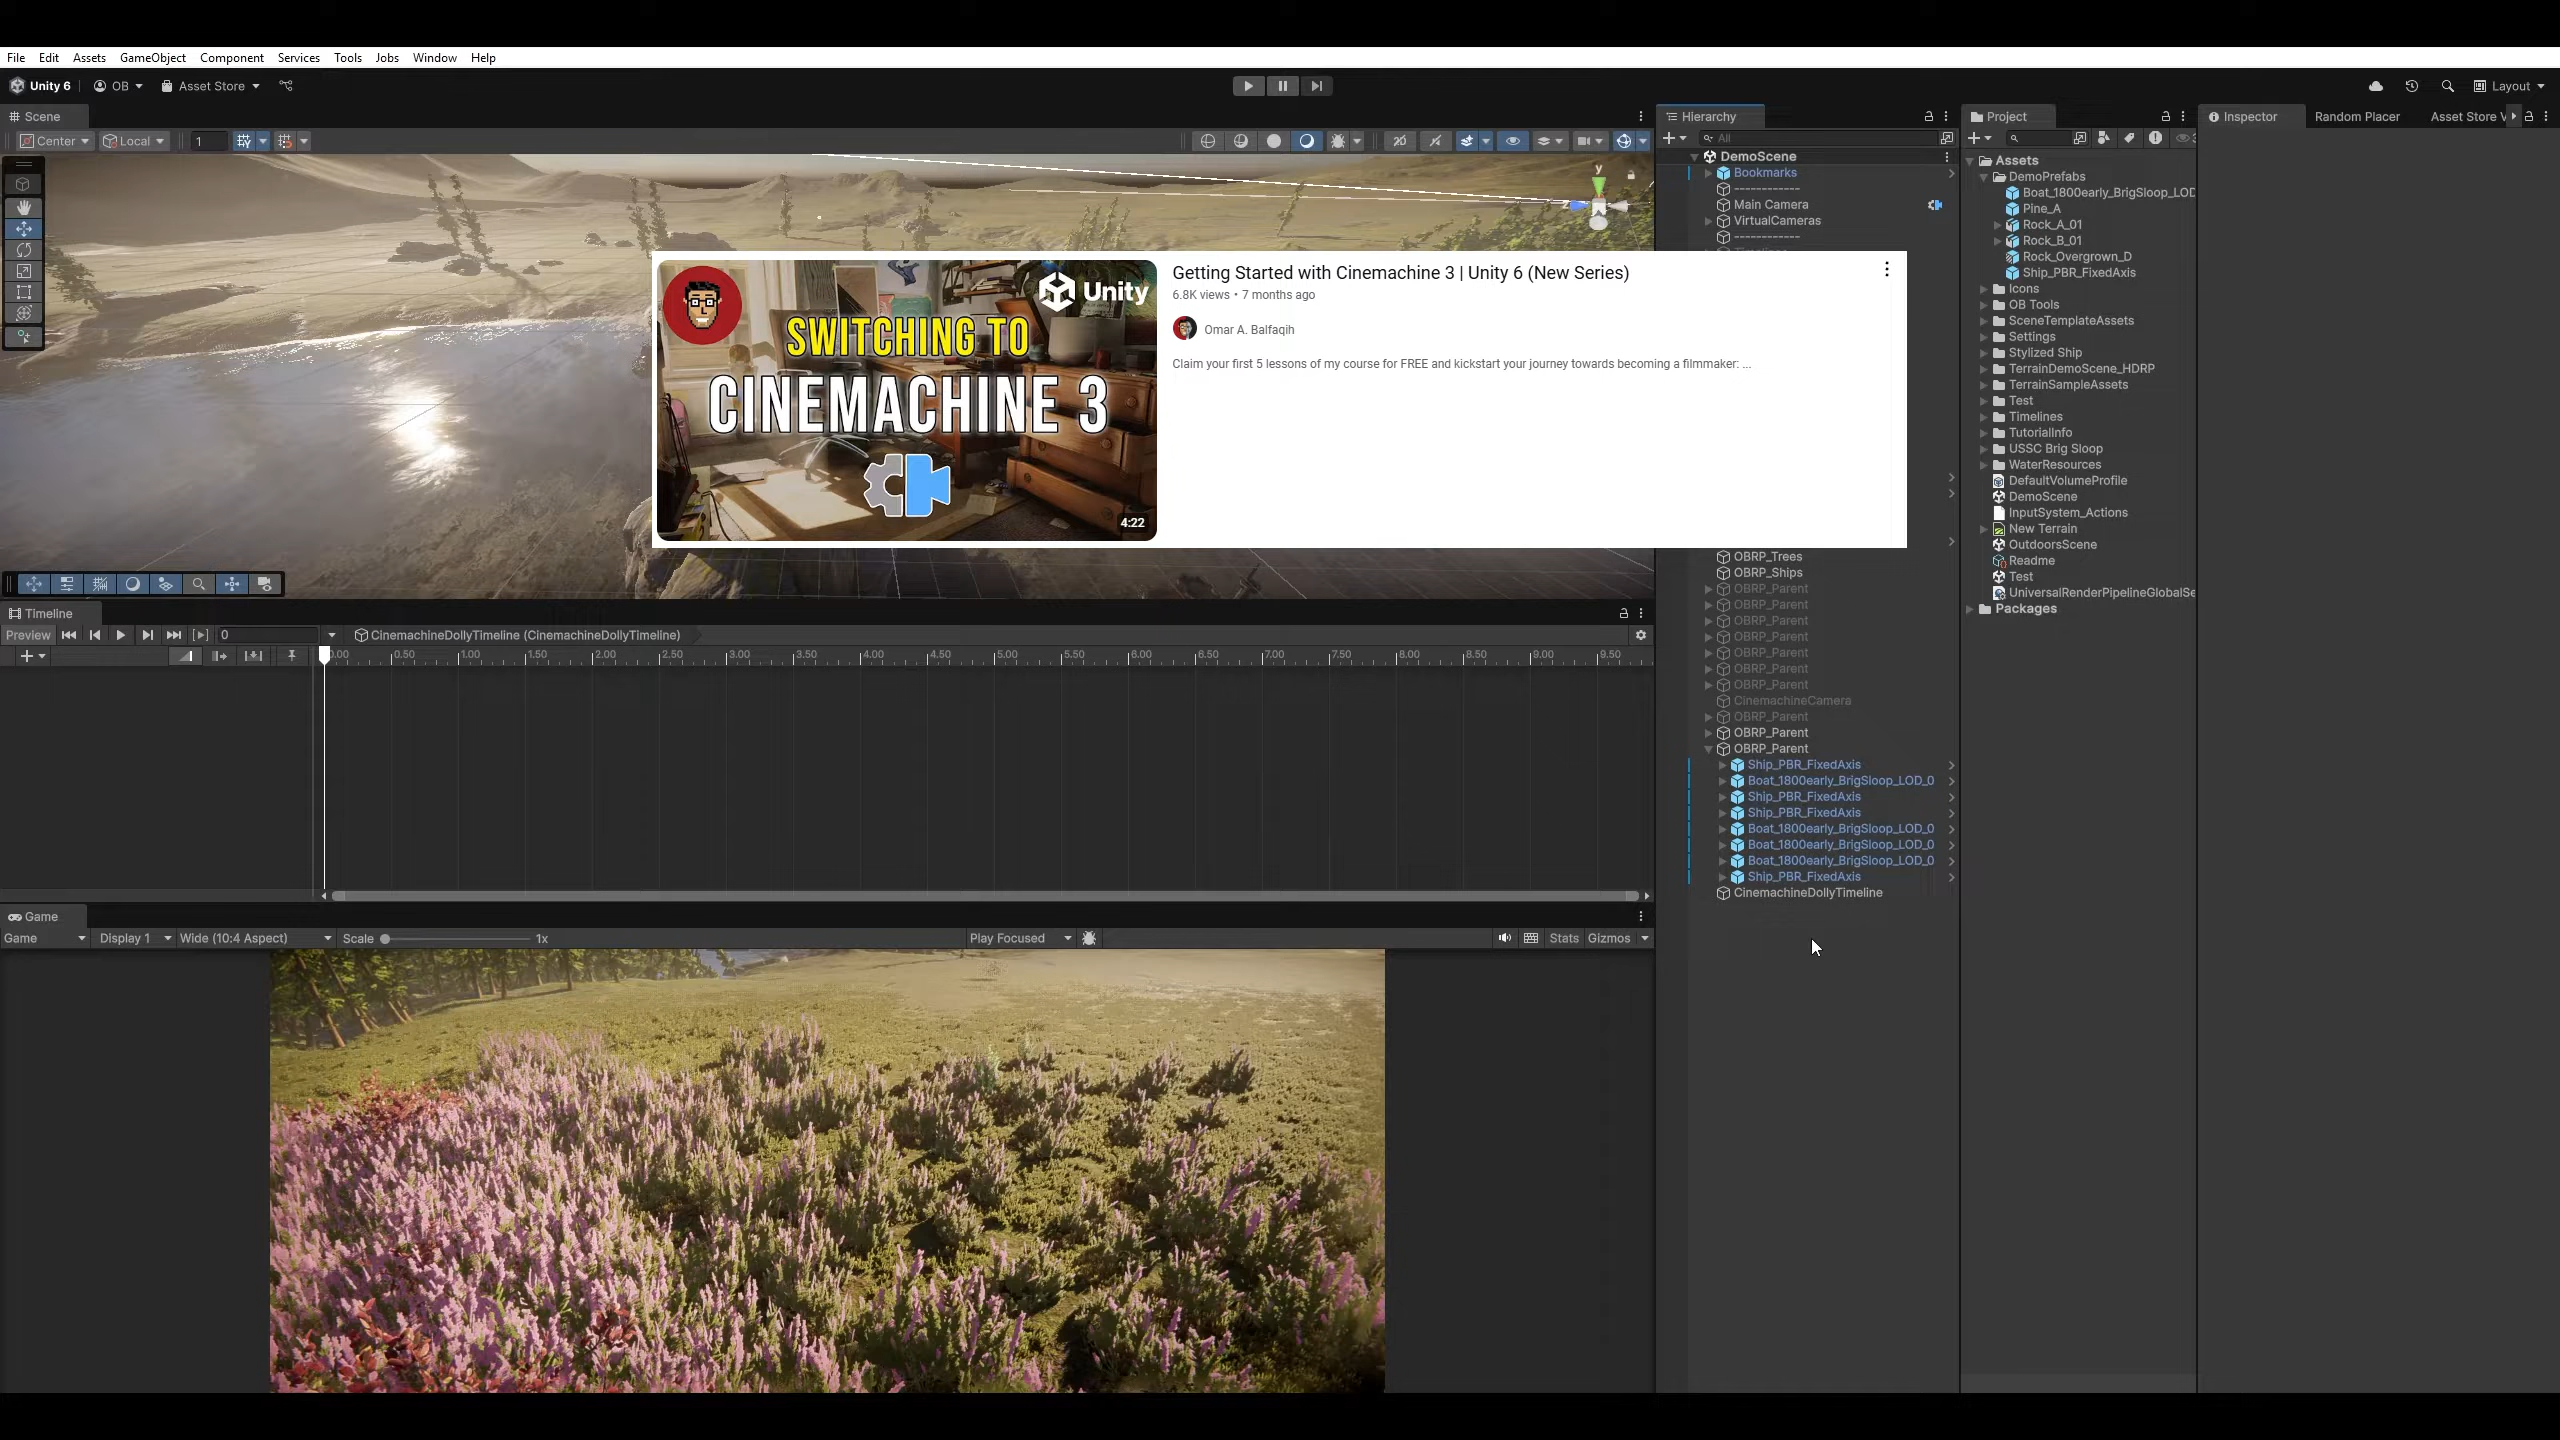 File Edit Assets GameObject Component Services Tools Jobs Window Help
Unity 6 OB Asset Store Layout
Scene
Center Local 1
Hierarchy
All
DemoScene
Bookmarks
------------
Main Camera
VirtualCameras
------------
Unity
SWITCHING TO
CINEMACHINE 3
4:22
Getting Started with Cinemachine 3 | Unity 6 (New Series)
6.8K views • 7 months ago
Omar A. Balfaqih
Claim your first 5 lessons of my course for FREE and kickstart your journey towards becoming a filmmaker: ...
OBRP_Trees
OBRP_Ships
OBRP_Parent
OBRP_Parent
OBRP_Parent
OBRP_Parent
OBRP_Parent
OBRP_Parent
OBRP_Parent
CinemachineCamera
OBRP_Parent
OBRP_Parent
OBRP_Parent
Ship_PBR_FixedAxis
Boat_1800early_BrigSloop_LOD_0
Ship_PBR_FixedAxis
Ship_PBR_FixedAxis
Boat_1800early_BrigSloop_LOD_0
Boat_1800early_BrigSloop_LOD_0
Boat_1800early_BrigSloop_LOD_0
Ship_PBR_FixedAxis
CinemachineDollyTimeline
Project
Assets
DemoPrefabs
Boat_1800early_BrigSloop_LOD
Pine_A
Rock_A_01
Rock_B_01
Rock_Overgrown_D
Ship_PBR_FixedAxis
Icons
OB Tools
SceneTemplateAssets
Settings
Stylized Ship
TerrainDemoScene_HDRP
TerrainSampleAssets
Test
Timelines
TutorialInfo
USSC Brig Sloop
WaterResources
DefaultVolumeProfile
DemoScene
InputSystem_Actions
New Terrain
OutdoorsScene
Readme
Test
UniversalRenderPipelineGlobalSe
Packages
Inspector Random Placer Asset Store V
y
z
Timeline
Preview 0 CinemachineDollyTimeline (CinemachineDollyTimeline)
0.00 0.50 1.00 1.50 2.00 2.50 3.00 3.50 4.00 4.50 5.00 5.50 6.00 6.50 7.00 7.50 8.00 8.50 9.00 9.50
Game
Game Display 1 Wide (10:4 Aspect) Scale 1x Play Focused Stats Gizmos